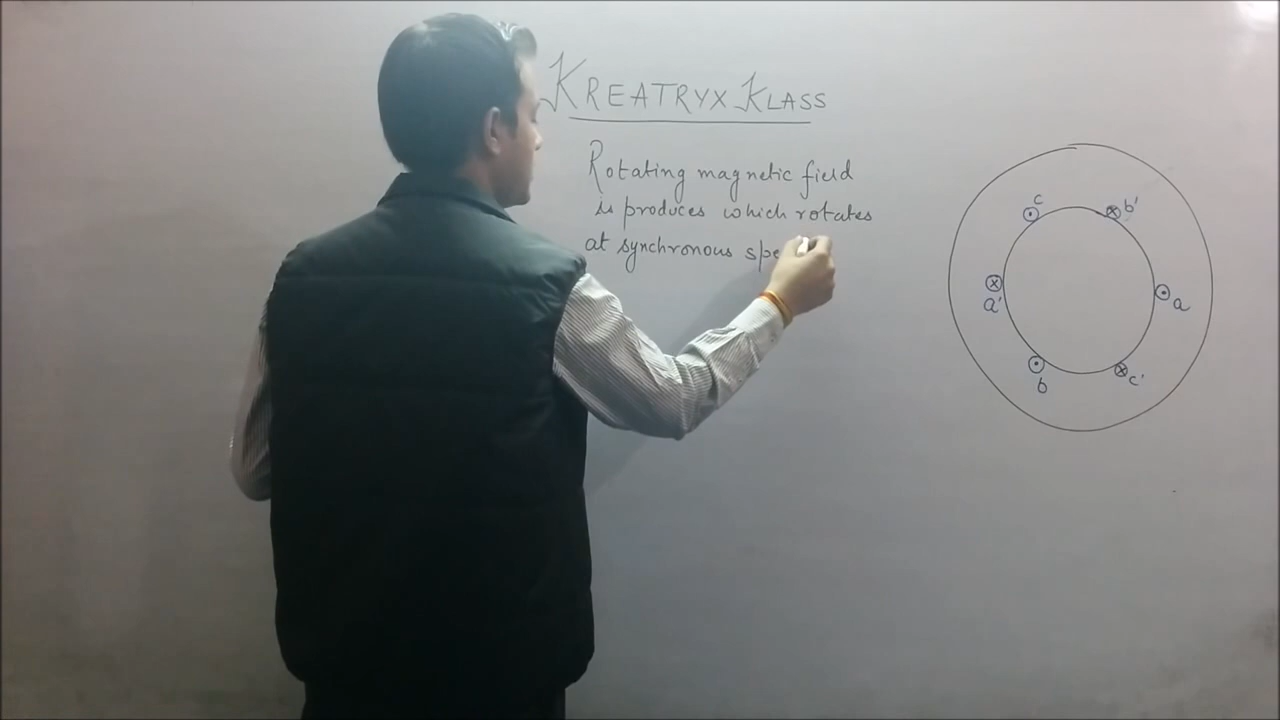 KREATRYX KLASS
Rotating magnetic field
is produces which rotates
at synchronous spe
c
b'
a'
a
b
c'